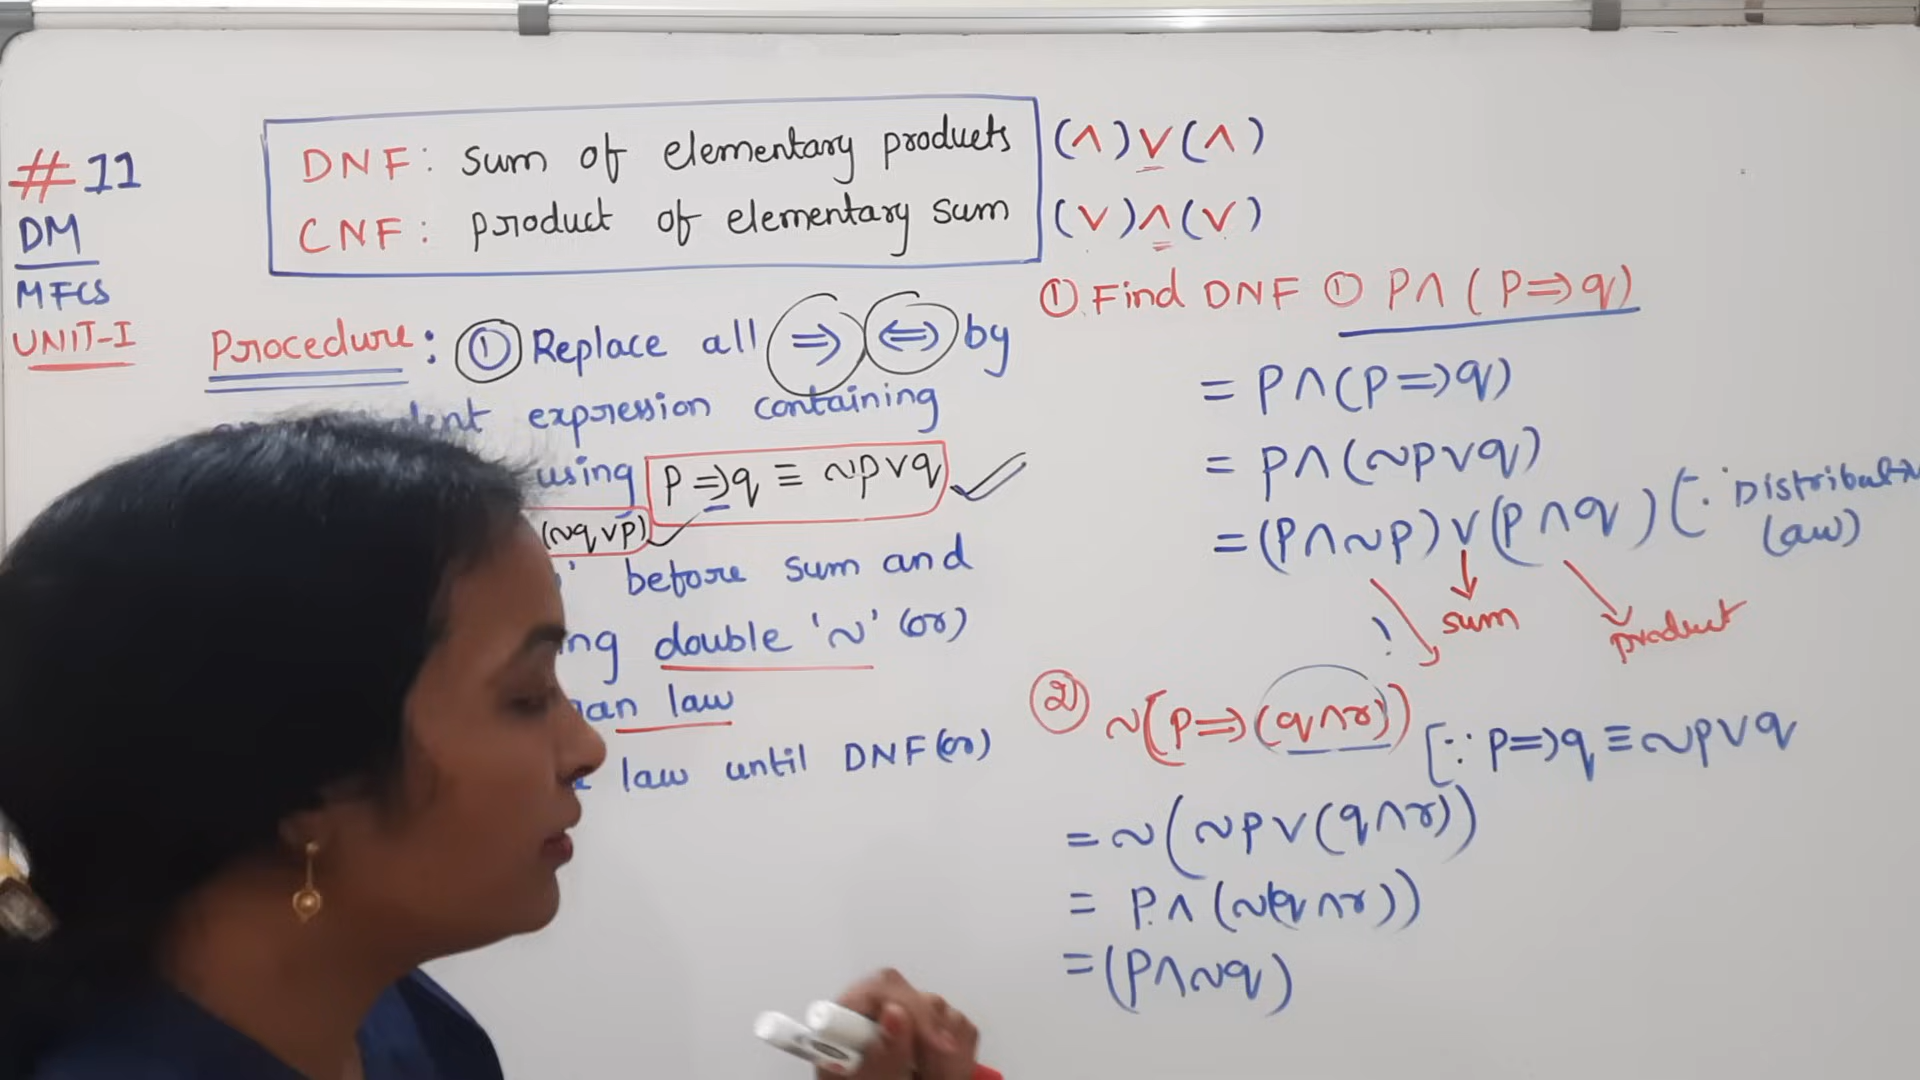 #11
DM
MFCS
UNIT-I
DNF: sum of elementary products (∧)∨(∧)
CNF: product of elementary sum (∨)∧(∨)
Procedure: ① Replace all ⇒ ⇔ by
expression containing
using p⇒q ≡ ~p∨q
(~q∨p)
before sum and
double '~' (or)
law
law until DNF (or)
① Find DNF ① P∧(P⇒q)
= P∧(P⇒q)
= p∧(~p∨q)
= (P∧~p)∨(p∧q) [∵ Distributive
law)
sum
product
② ~(p⇒(q∧r)) [∵ p⇒q≡~p∨q
= ~(~p∨(q∧r))
= P∧(~(q∧r))
= (p∧~q)